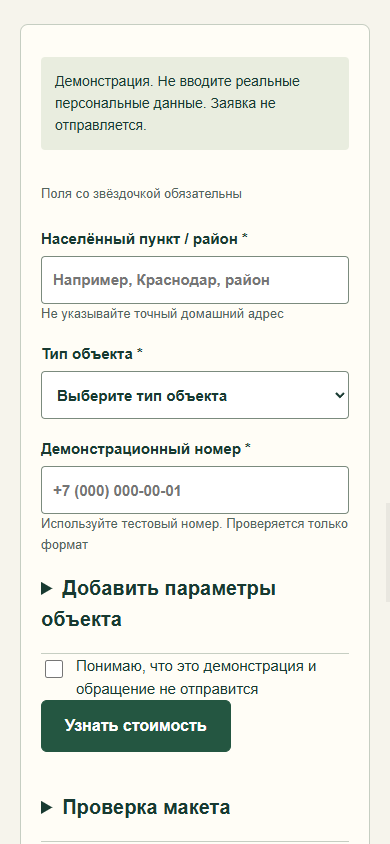 Демонстрация. Не вводите реальные
персональные данные. Заявка не
отправляется.
Поля со звёздочкой обязательны
Населённый пункт / район *
Например, Краснодар, район
Не указывайте точный домашний адрес
Тип объекта *
Выберите тип объекта
Демонстрационный номер *
+7 (000) 000-00-01
Используйте тестовый номер. Проверяется только
формат
Добавить параметры
объекта
Понимаю, что это демонстрация и
обращение не отправится
Узнать стоимость
Проверка макета